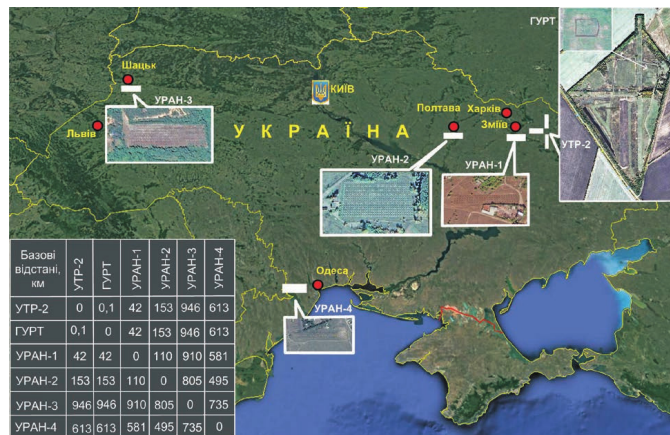 ГУРТ
Шацьк
УРАН-3
КИЇВ
Львів
УКРАЇНА
Полтава
Харків
Зміїв
УТР-2
УРАН-2
УРАН-1
Одеса
УРАН-4
Базові відстані, км УТР-2 ГУРТ УРАН-1 УРАН-2 УРАН-3 УРАН-4
УТР-2 0 0,1 42 153 946 613
ГУРТ 0,1 0 42 153 946 613
УРАН-1 42 42 0 110 910 581
УРАН-2 153 153 110 0 805 495
УРАН-3 946 946 910 805 0 735
УРАН-4 613 613 581 495 735 0